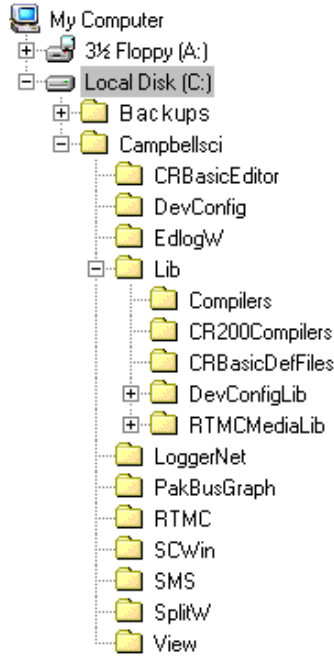 My Computer
3½ Floppy (A:)
Local Disk (C:)
Backups
Campbellsci
CRBasicEditor
DevConfig
EdlogW
Lib
Compilers
CR200Compilers
CRBasicDefFiles
DevConfigLib
RTMCMediaLib
LoggerNet
PakBusGraph
RTMC
SCWin
SMS
SplitW
View